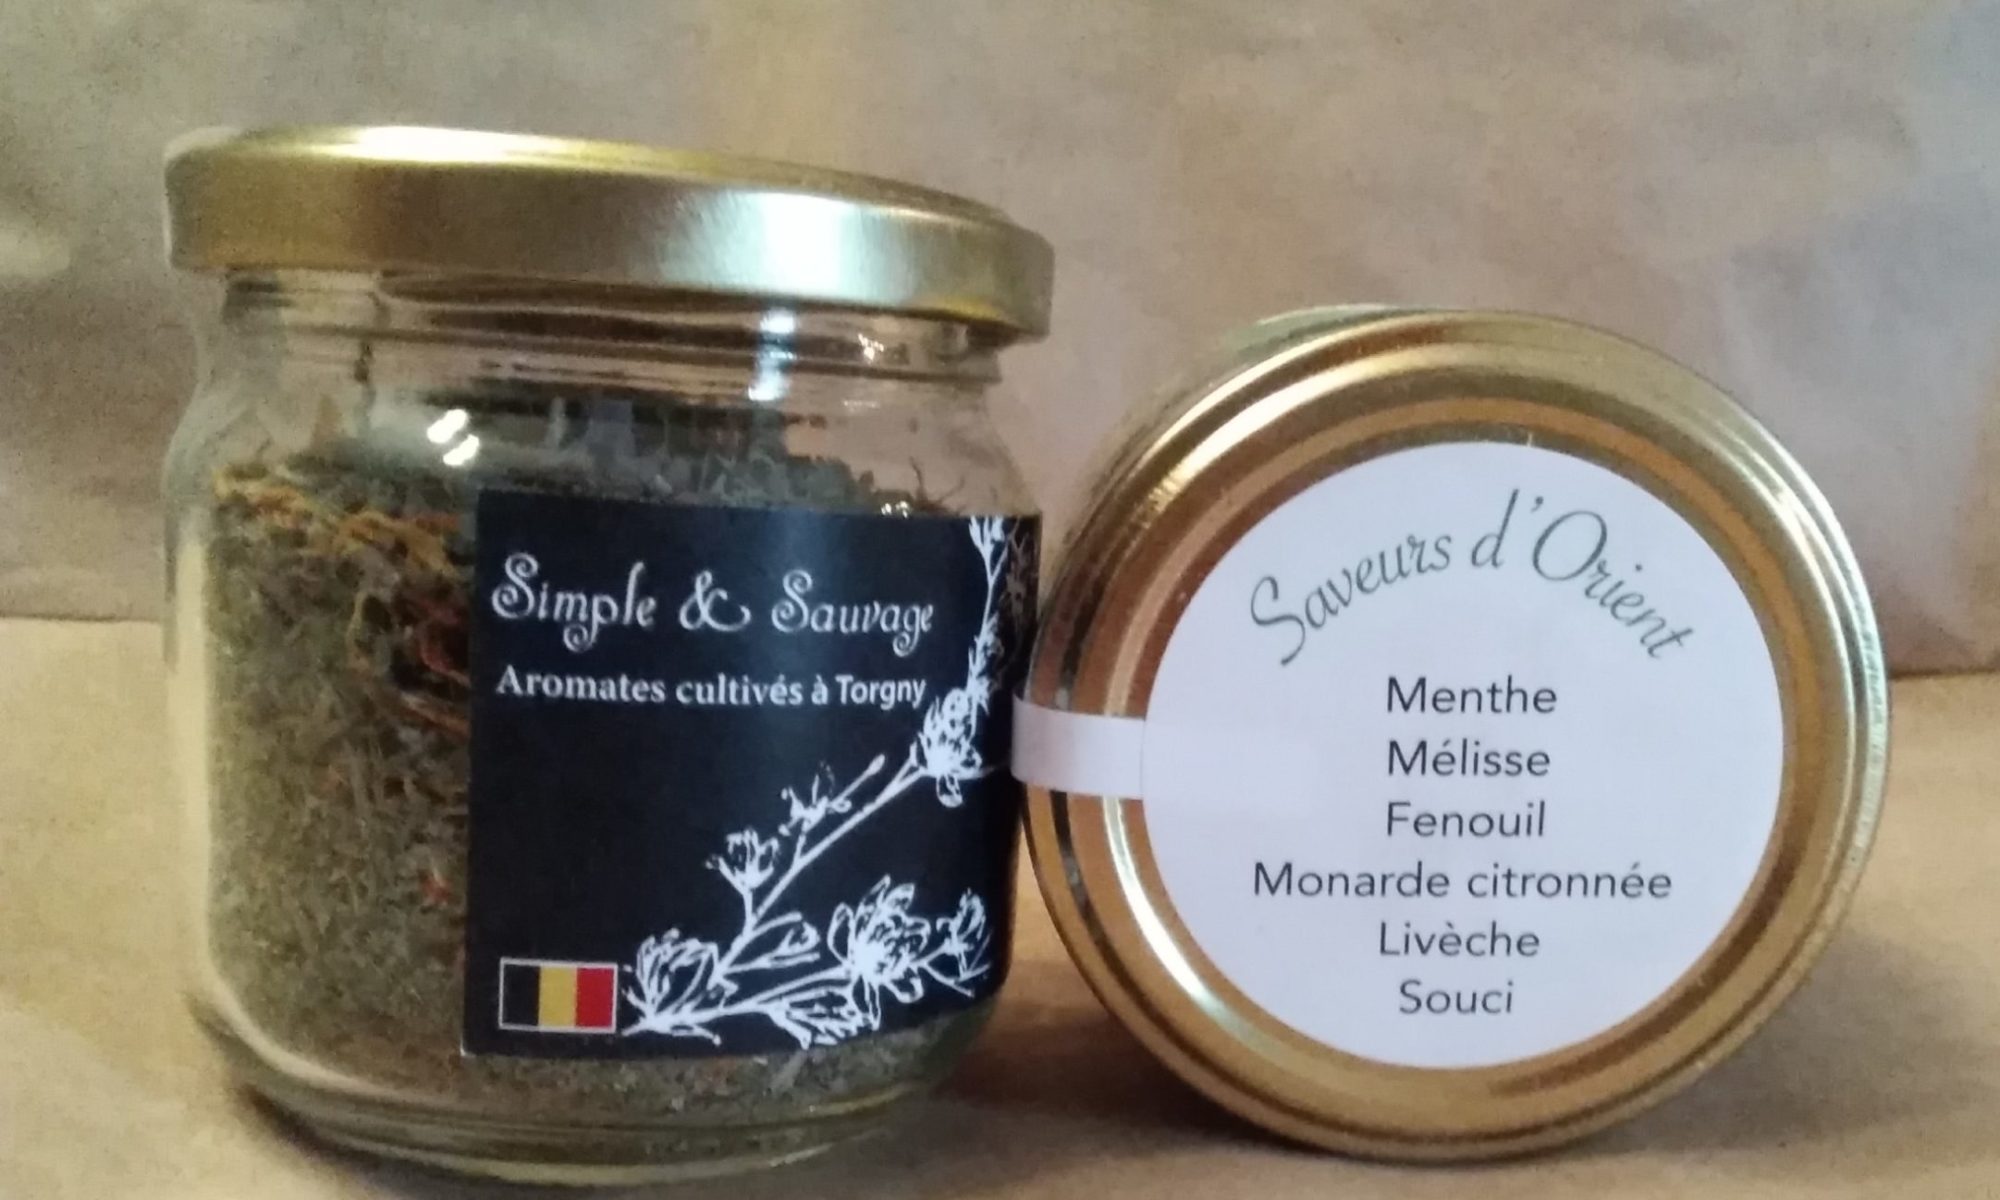 Simple & Sauvage
Aromates cultivés à Torgny
Saveurs d'Orient
Menthe
Mélisse
Fenouil
Monarde citronnée
Livèche
Souci